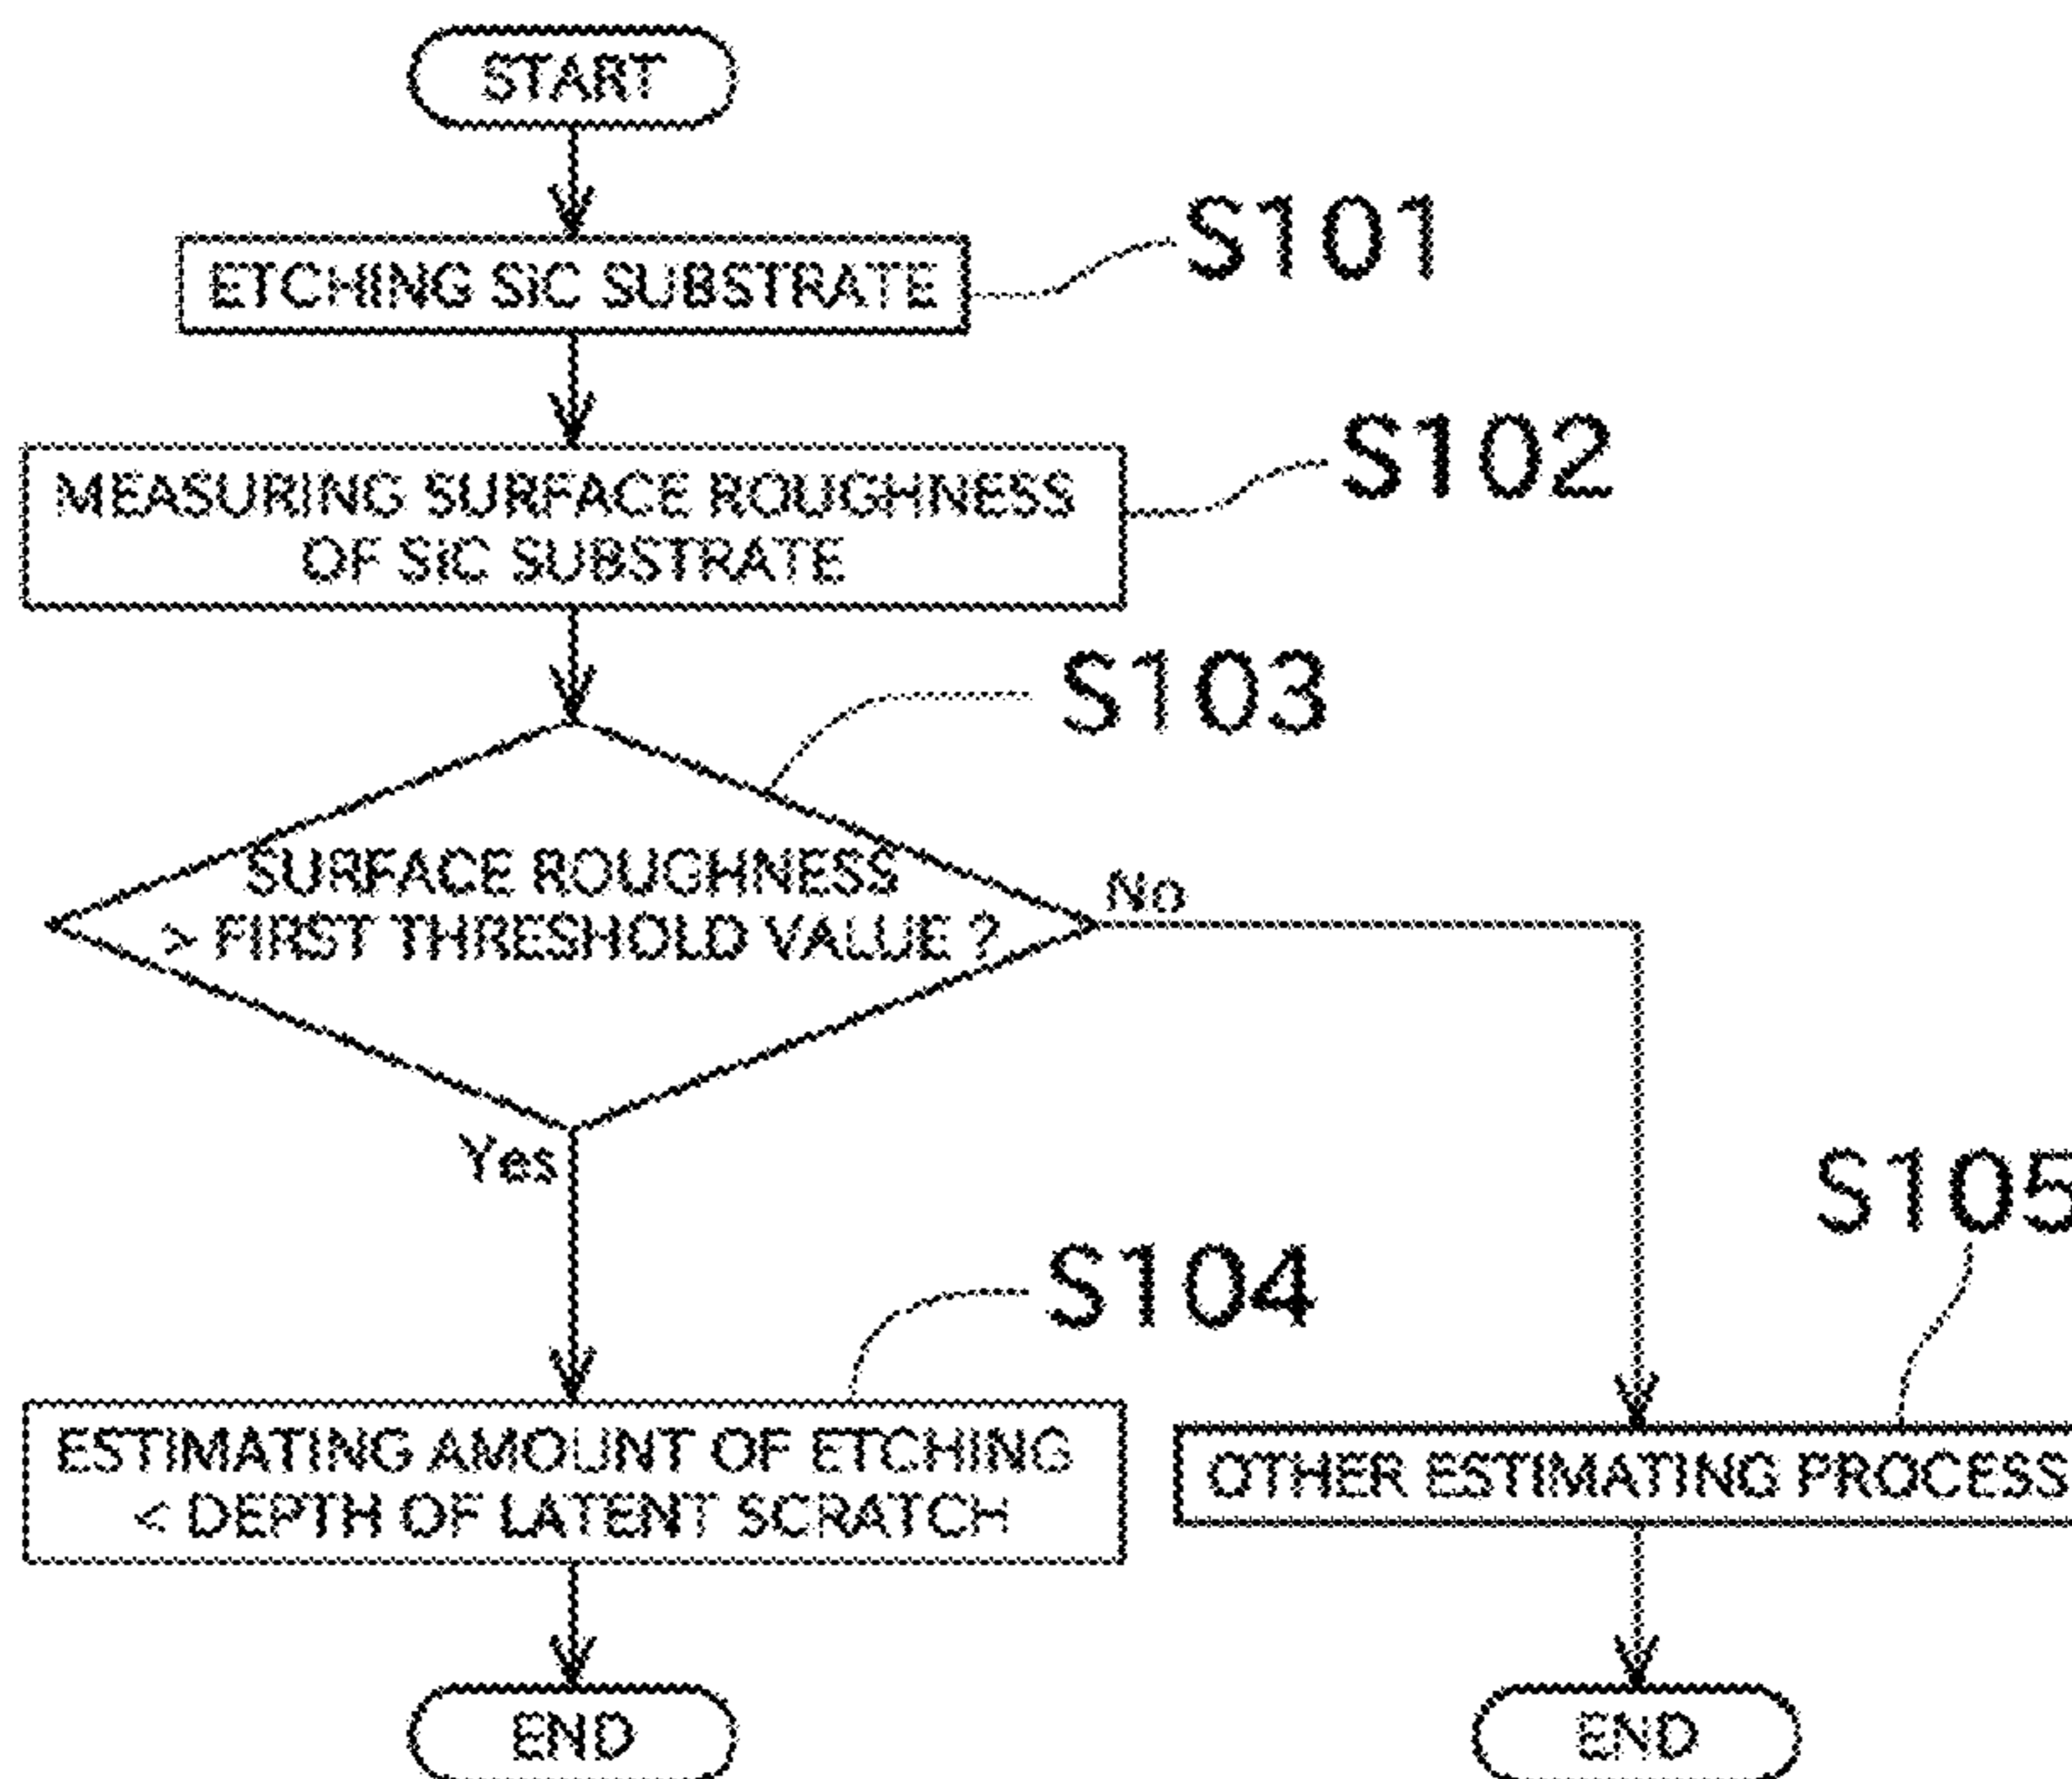 START
ETCHING SiC SUBSTRATE
S101
MEASURING SURFACE ROUGHNESS
OF SiC SUBSTRATE
S102
S103
SURFACE ROUGHNESS
> FIRST THRESHOLD VALUE ?
No
Yes
S104
S105
ESTIMATING AMOUNT OF ETCHING
< DEPTH OF LATENT SCRATCH
OTHER ESTIMATING PROCESS
END
END